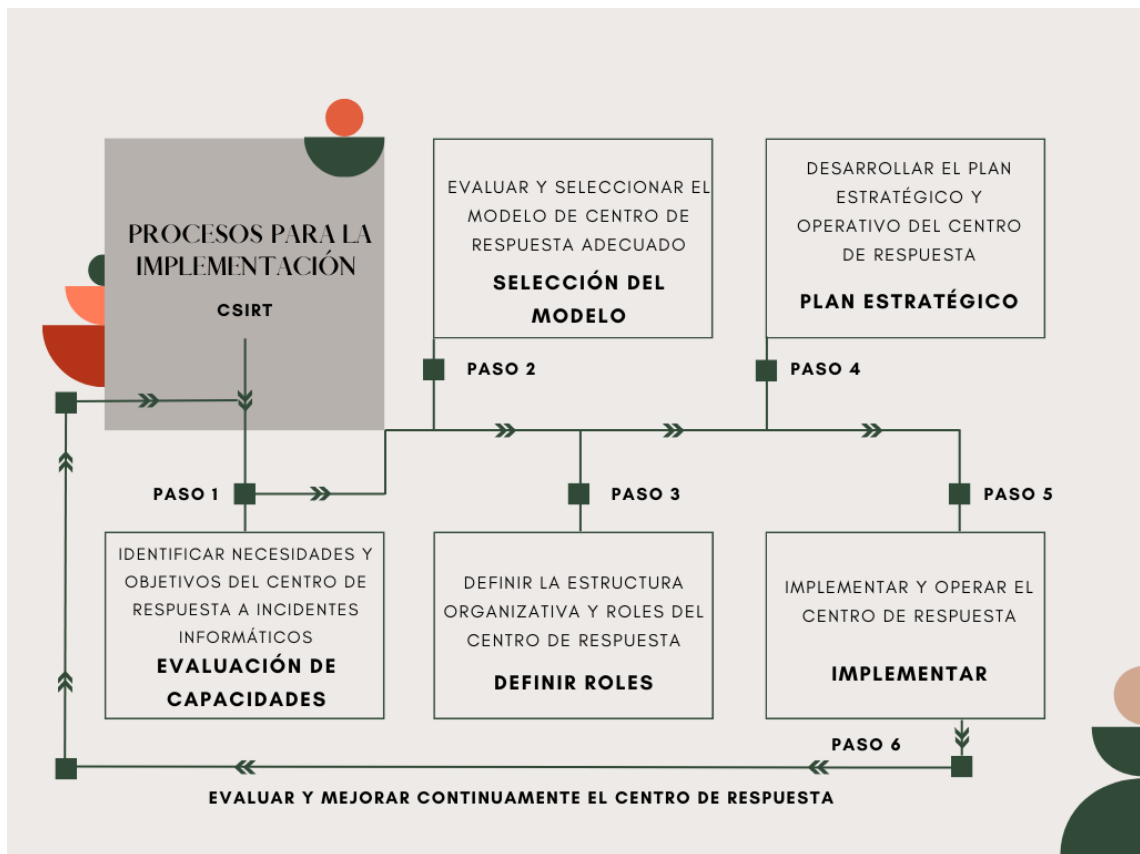 PROCESOS PARA LA
IMPLEMENTACIÓN
CSIRT
PASO 1
IDENTIFICAR NECESIDADES Y
OBJETIVOS DEL CENTRO DE
RESPUESTA A INCIDENTES
INFORMÁTICOS
EVALUACIÓN DE
CAPACIDADES
EVALUAR Y SELECCIONAR EL
MODELO DE CENTRO DE
RESPUESTA ADECUADO
SELECCIÓN DEL
MODELO
PASO 2
PASO 3
DEFINIR LA ESTRUCTURA
ORGANIZATIVA Y ROLES DEL
CENTRO DE RESPUESTA
DEFINIR ROLES
DESARROLLAR EL PLAN
ESTRATÉGICO Y
OPERATIVO DEL CENTRO
DE RESPUESTA
PLAN ESTRATÉGICO
PASO 4
PASO 5
IMPLEMENTAR Y OPERAR EL
CENTRO DE RESPUESTA
IMPLEMENTAR
PASO 6
EVALUAR Y MEJORAR CONTINUAMENTE EL CENTRO DE RESPUESTA